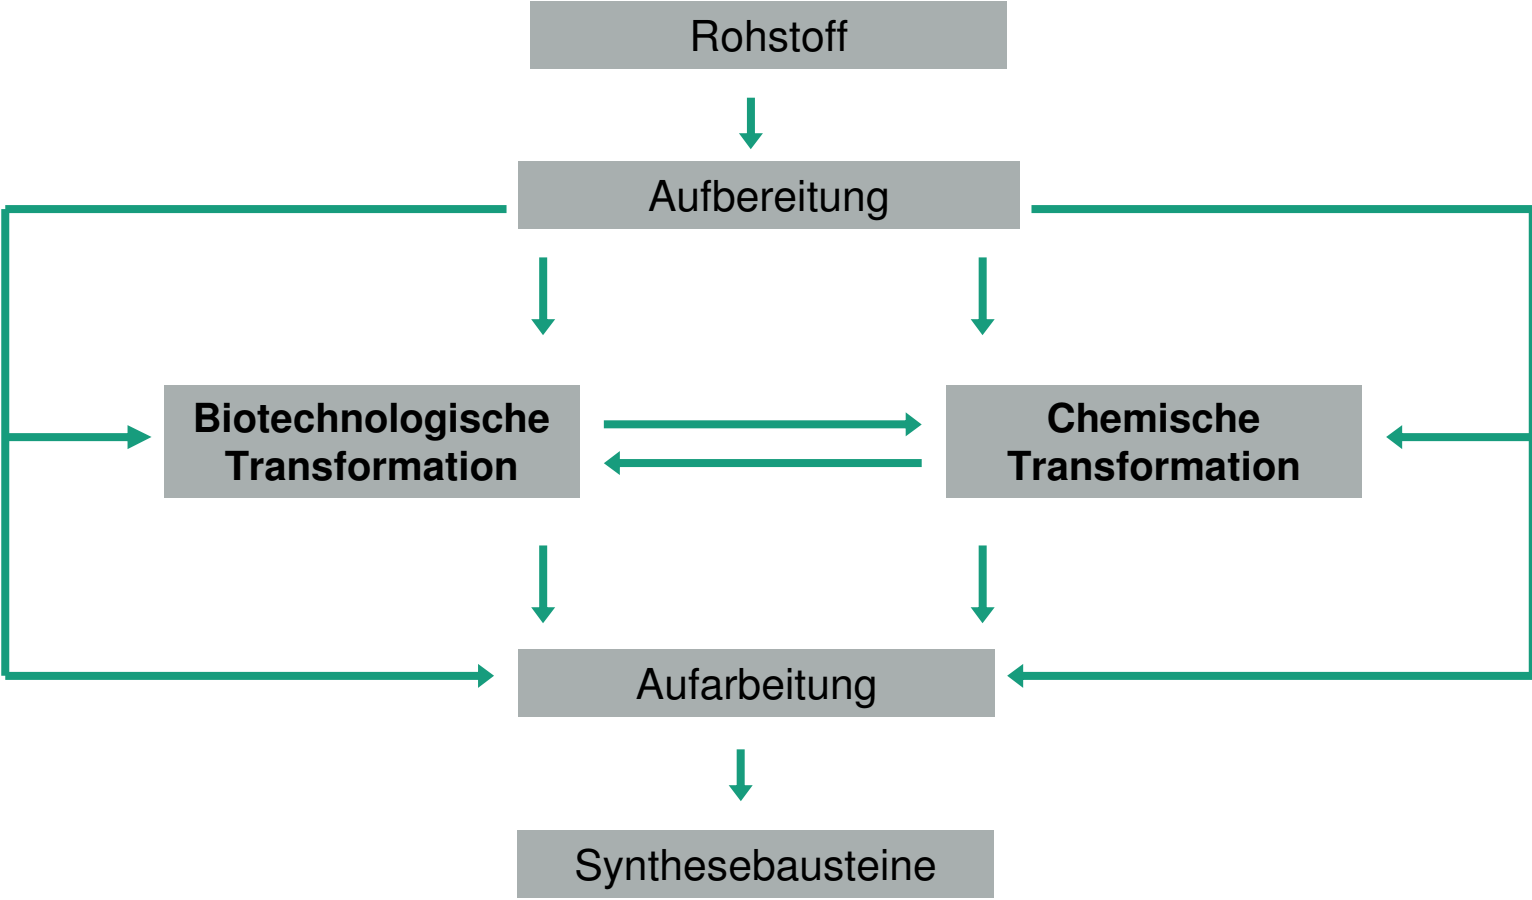 Rohstoff
Aufbereitung
Biotechnologische
Transformation
Chemische
Transformation
Aufarbeitung
Synthesebausteine